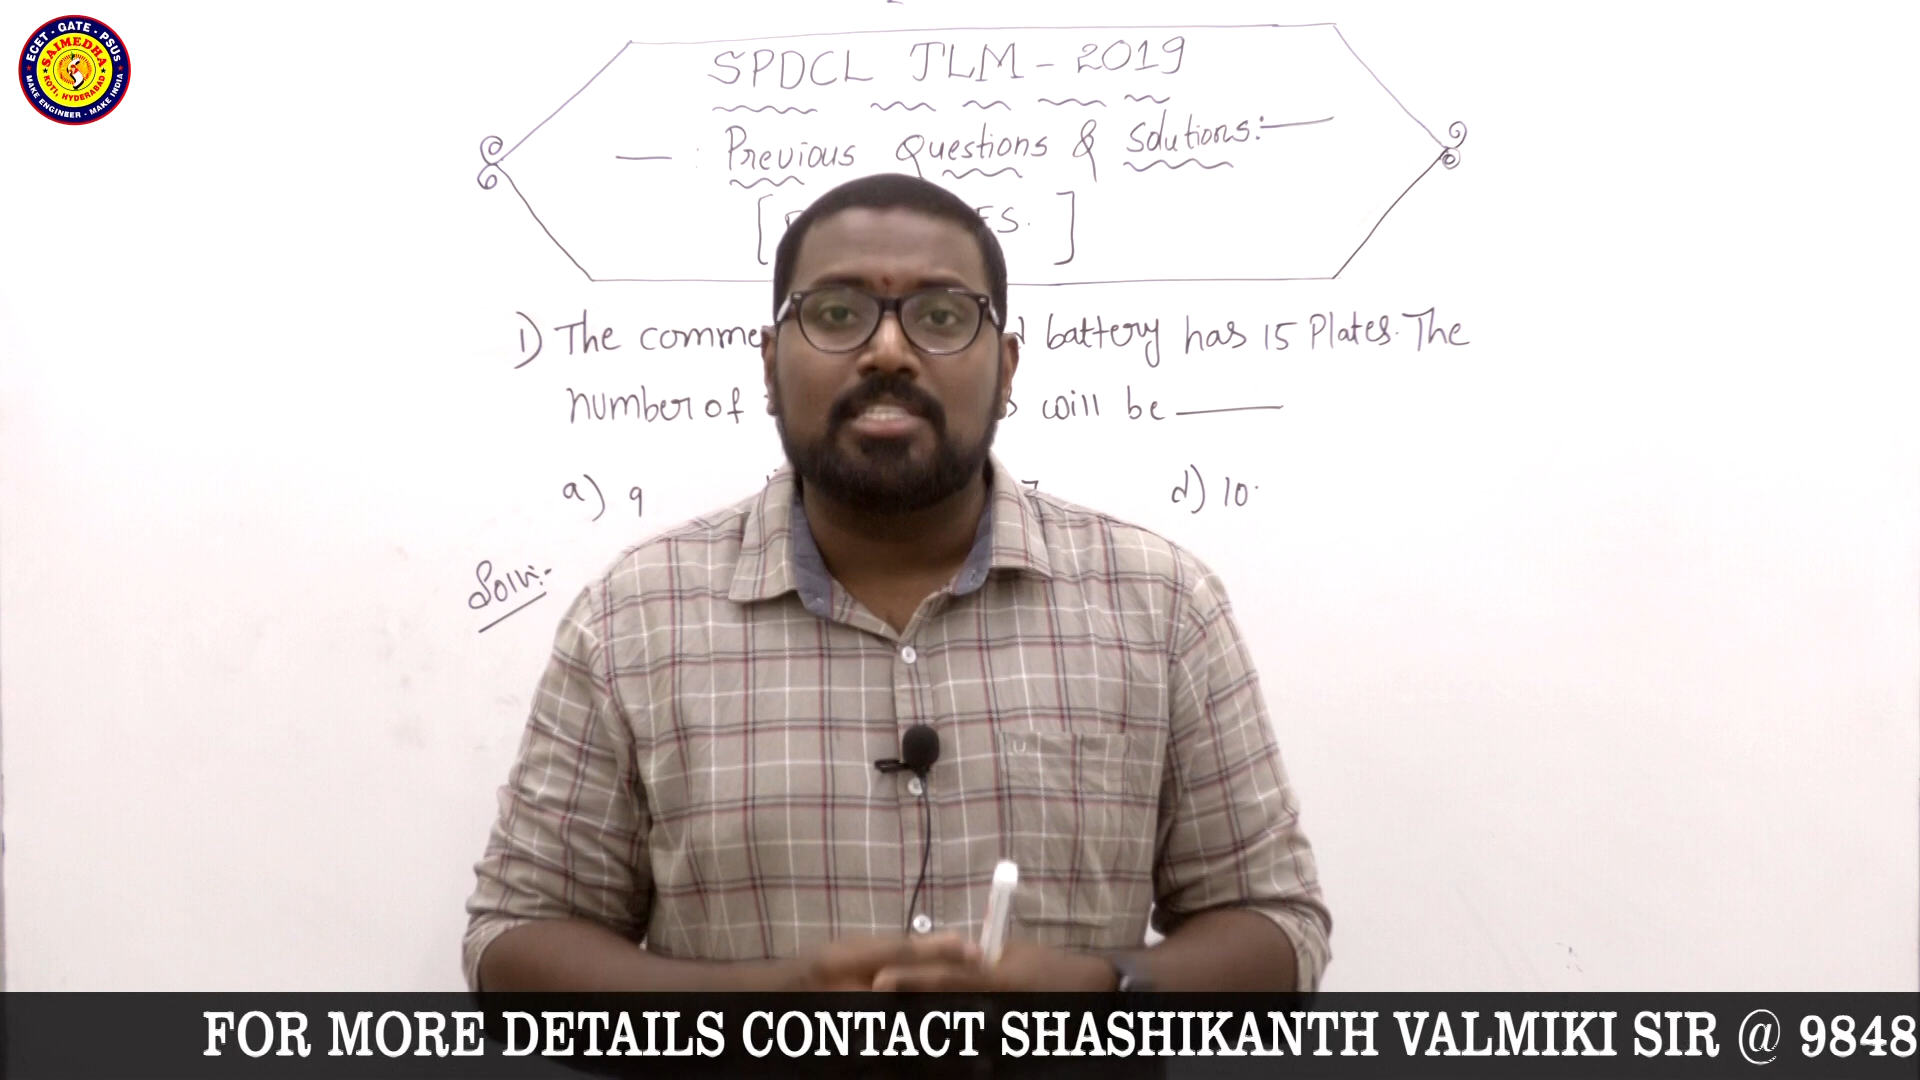 ECET - GATE - PSUS
SAIMEDHA
KOTI, HYDERABAD
MAKE ENGINEER - MAKE INDIA
SPDCL JLM - 2019
: Previous Questions & Solutions:
[ ES. ]
1) The comme battery has 15 Plates. The
number of will be
a) 9 d) 10.
Soln:-
FOR MORE DETAILS CONTACT SHASHIKANTH VALMIKI SIR @ 9848